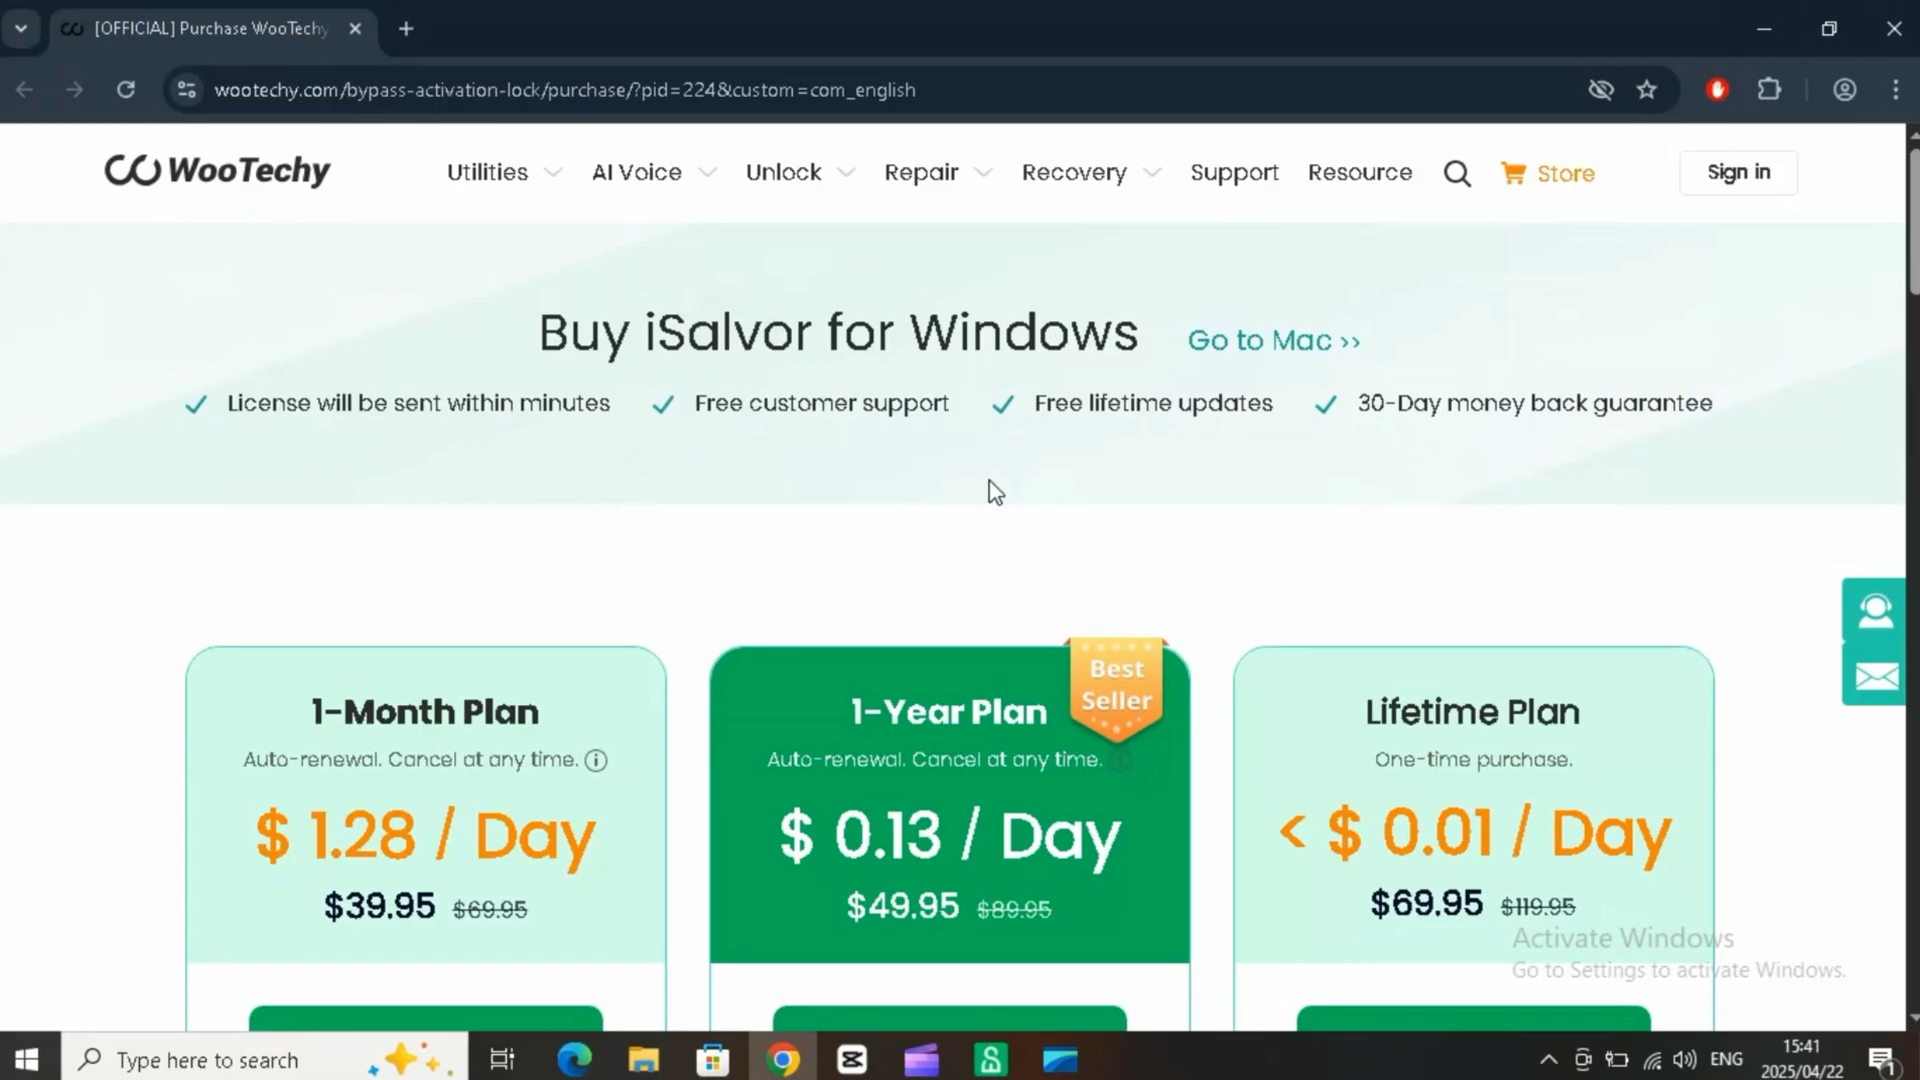 [OFFICIAL] Purchase WooTechy
wootechy.com/bypass-activation-lock/purchase/?pid=224&custom=com_english
WooTechy
Utilities
AI Voice
Unlock
Repair
Recovery
Support
Resource
Store
Sign in
Buy iSalvor for Windows
Go to Mac >>
License will be sent within minutes
Free customer support
Free lifetime updates
30-Day money back guarantee
Best
Seller
1-Month Plan
Auto-renewal. Cancel at any time.
$ 1.28 / Day
$39.95 $69.95
1-Year Plan
Auto-renewal. Cancel at any time.
$ 0.13 / Day
$49.95 $89.95
Lifetime Plan
One-time purchase.
< $ 0.01 / Day
$69.95 $119.95
Activate Windows
Go to Settings to activate Windows.
Type here to search
ENG
15:41
2025/04/22
1